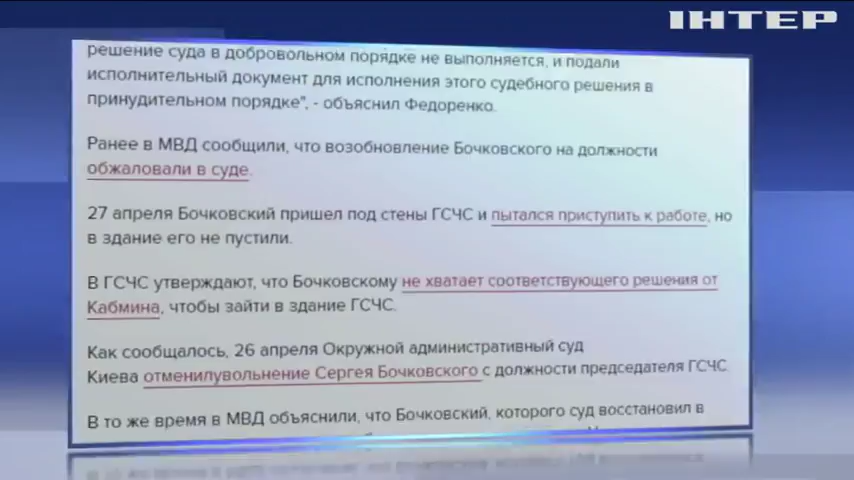 ІНТЕР
решение суда в добровольном порядке не выполняется, и подали
исполнительный документ для исполнения этого судебного решения в
принудительном порядке", - объяснил Федоренко.
Ранее в МВД сообщили, что возобновление Бочковского на должности
обжаловали в суде.
27 апреля Бочковский пришел под стены ГСЧС и пытался приступить к работе, но
в здание его не пустили.
В ГСЧС утверждают, что Бочковскому не хватает соответствующего решения от
Кабмина, чтобы зайти в здание ГСЧС.
Как сообщалось, 26 апреля Окружной административный суд
Киева отменилувольнение Сергея Бочковского с должности председателя ГСЧС.
В то же время в МВД объяснили, что Бочковский, которого суд восстановил в